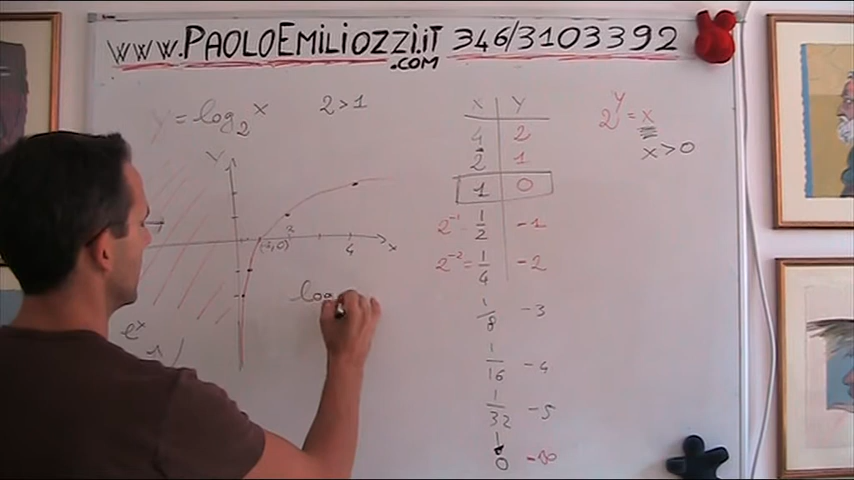 www.PAOLOEMILIOZZI.iT 346/3103392
.COM
y = log₂ x 2 > 1
x y
4 2
2 1
1 0
2⁻¹ 1/2 -1
2⁻² = 1/4 -2
1/8 -3
1/16 -4
1/32 -5
0 -∞
2^y = x
x > 0
y
2
4
x
log
e^x